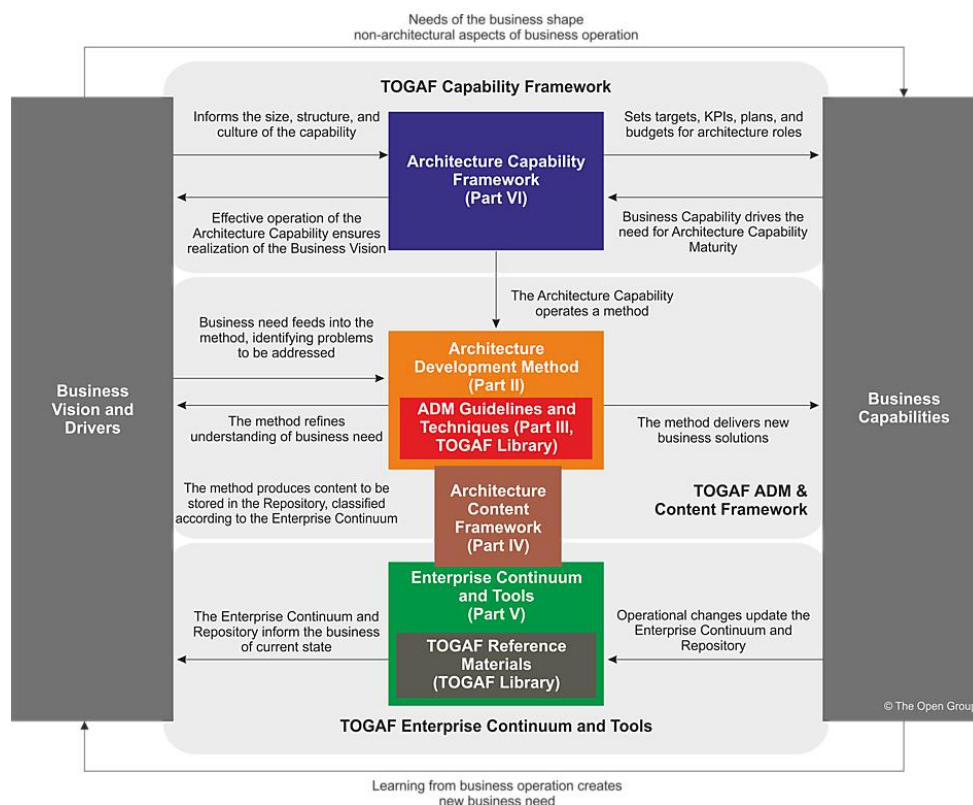 Needs of the business shape
non-architectural aspects of business operation
TOGAF Capability Framework
Informs the size, structure, and
culture of the capability
Architecture Capability
Framework
(Part VI)
Sets targets, KPIs, plans, and
budgets for architecture roles
Effective operation of the
Architecture Capability ensures
realization of the Business Vision
Business Capability drives the
need for Architecture Capability
Maturity
The Architecture Capability
operates a method
Business need feeds into the
method, identifying problems
to be addressed
Architecture
Development Method
(Part II)
Business
Vision and
Drivers
ADM Guidelines and
Techniques (Part III,
TOGAF Library)
Business
Capabilities
The method refines
understanding of business need
The method delivers new
business solutions
The method produces content to be
stored in the Repository, classified
according to the Enterprise Continuum
Architecture
Content
Framework
(Part IV)
TOGAF ADM &
Content Framework
Enterprise Continuum
and Tools
(Part V)
The Enterprise Continuum and
Repository inform the business
of current state
TOGAF Reference
Materials
(TOGAF Library)
Operational changes update the
Enterprise Continuum and
Repository
© The Open Group
TOGAF Enterprise Continuum and Tools
Learning from business operation creates
new business need